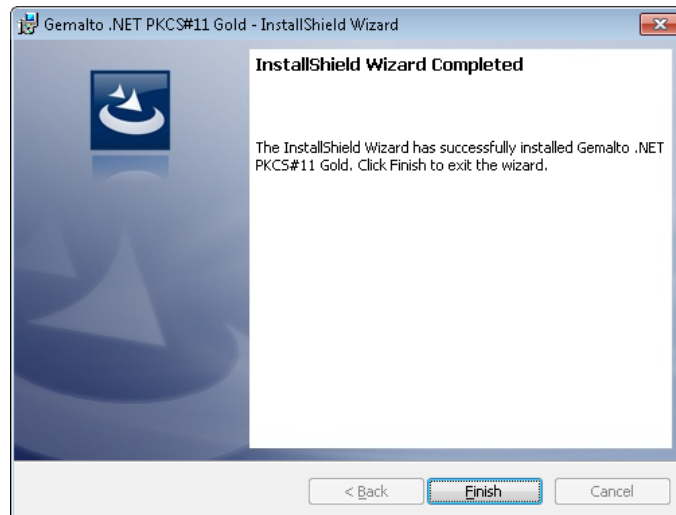 Gemalto .NET PKCS#11 Gold - InstallShield Wizard
InstallShield Wizard Completed
The InstallShield Wizard has successfully installed Gemalto .NET
PKCS#11 Gold. Click Finish to exit the wizard.
< Back
Finish
Cancel